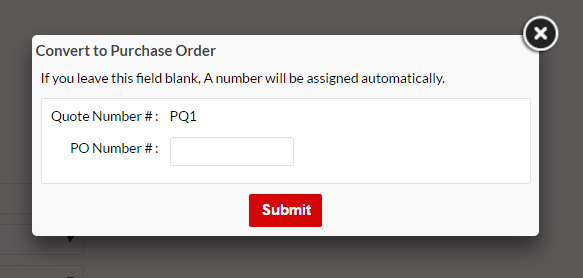 Convert to Purchase Order
If you leave this field blank, A number will be assigned automatically.
Quote Number # : PQ1
PO Number # :
Submit